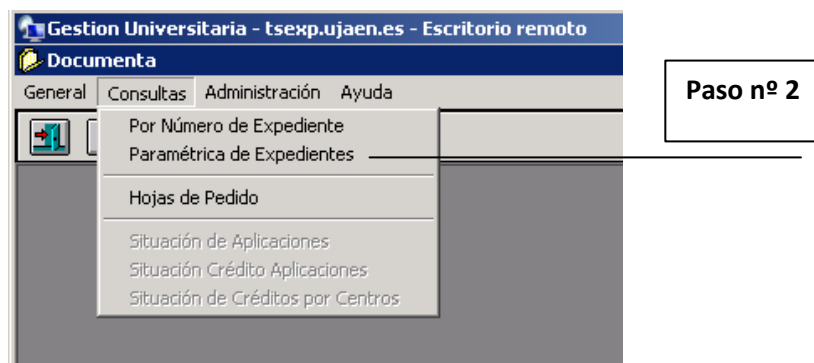 Gestion Universitaria - tsexp.ujaen.es - Escritorio remoto
Documenta
General Consultas Administración Ayuda
Paso nº 2
Por Número de Expediente
Paramétrica de Expedientes
Hojas de Pedido
Situación de Aplicaciones
Situación Crédito Aplicaciones
Situación de Créditos por Centros